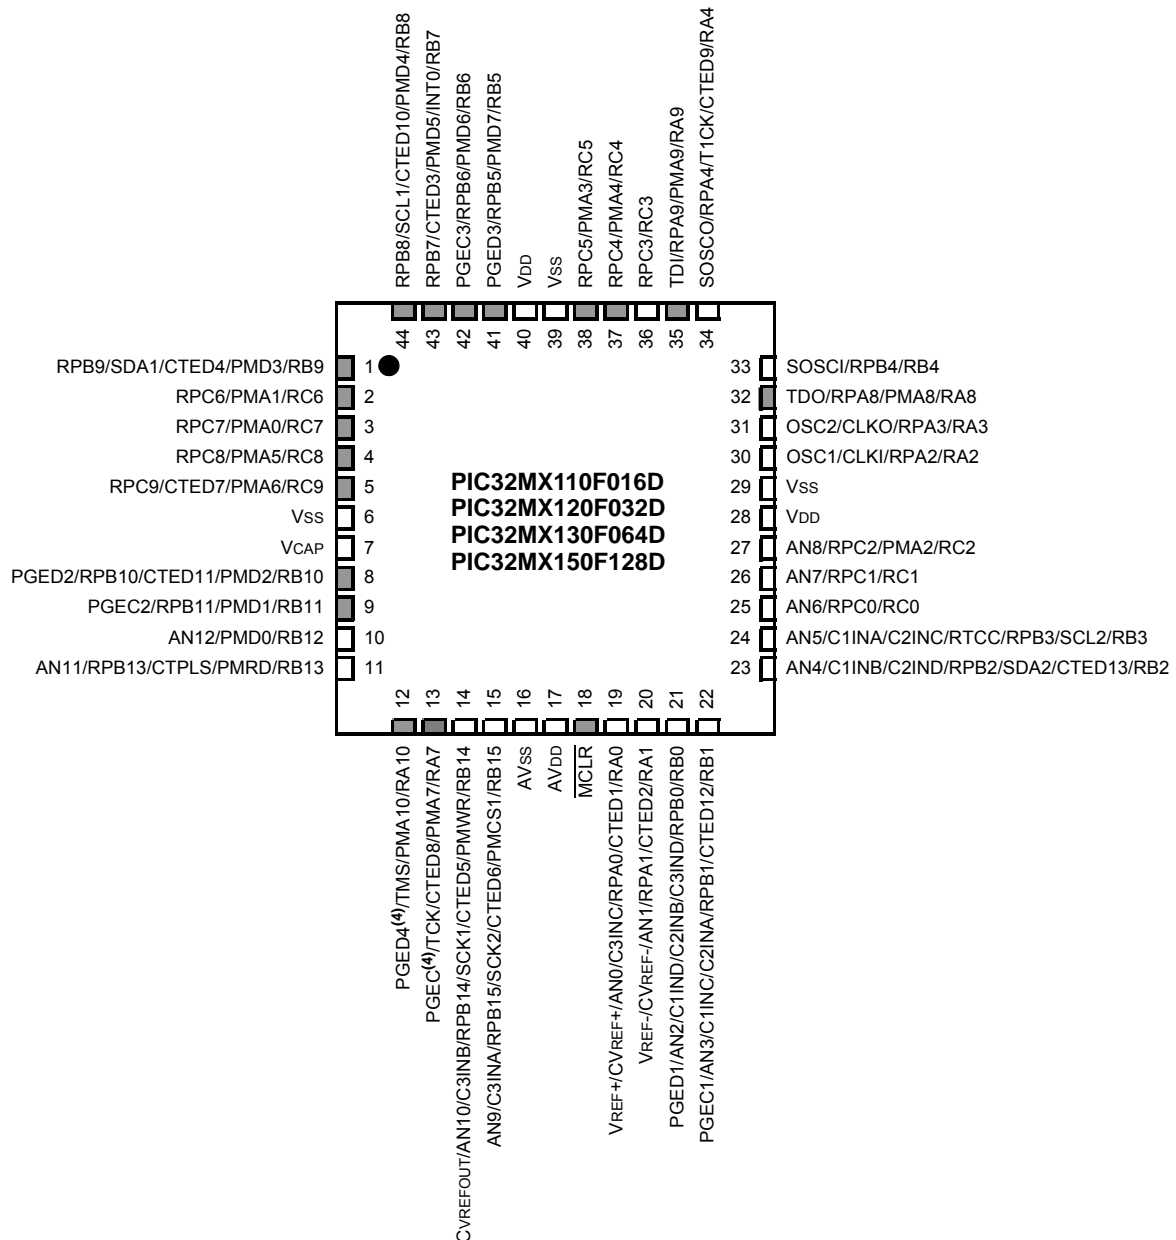 RPB8/SCL1/CTED10/PMD4/RB8
RPB7/CTED3/PMD5/INT0/RB7
PGEC3/RPB6/PMD6/RB6
PGED3/RPB5/PMD7/RB5
VDD
VSS
RPC5/PMA3/RC5
RPC4/PMA4/RC4
RPC3/RC3
TDI/RPA9/PMA9/RA9
SOSCO/RPA4/T1CK/CTED9/RA4
44 43 42 41 40 39 38 37 36 35 34
RPB9/SDA1/CTED4/PMD3/RB9 1
RPC6/PMA1/RC6 2
RPC7/PMA0/RC7 3
RPC8/PMA5/RC8 4
RPC9/CTED7/PMA6/RC9 5
VSS 6
VCAP 7
PGED2/RPB10/CTED11/PMD2/RB10 8
PGEC2/RPB11/PMD1/RB11 9
AN12/PMD0/RB12 10
AN11/RPB13/CTPLS/PMRD/RB13 11
PIC32MX110F016D
PIC32MX120F032D
PIC32MX130F064D
PIC32MX150F128D
33 SOSCI/RPB4/RB4
32 TDO/RPA8/PMA8/RA8
31 OSC2/CLKO/RPA3/RA3
30 OSC1/CLKI/RPA2/RA2
29 VSS
28 VDD
27 AN8/RPC2/PMA2/RC2
26 AN7/RPC1/RC1
25 AN6/RPC0/RC0
24 AN5/C1INA/C2INC/RTCC/RPB3/SCL2/RB3
23 AN4/C1INB/C2IND/RPB2/SDA2/CTED13/RB2
12 13 14 15 16 17 18 19 20 21 22
PGED4(4)/TMS/PMA10/RA10
PGEC(4)/TCK/CTED8/PMA7/RA7
CVREFOUT/AN10/C3INB/RPB14/SCK1/CTED5/PMWR/RB14
AN9/C3INA/RPB15/SCK2/CTED6/PMCS1/RB15
AVSS
AVDD
MCLR
VREF+/CVREF+/AN0/C3INC/RPA0/CTED1/RA0
VREF-/CVREF-/AN1/RPA1/CTED2/RA1
PGED1/AN2/C1IND/C2INB/C3IND/RPB0/RB0
PGEC1/AN3/C1INC/C2INA/RPB1/CTED12/RB1